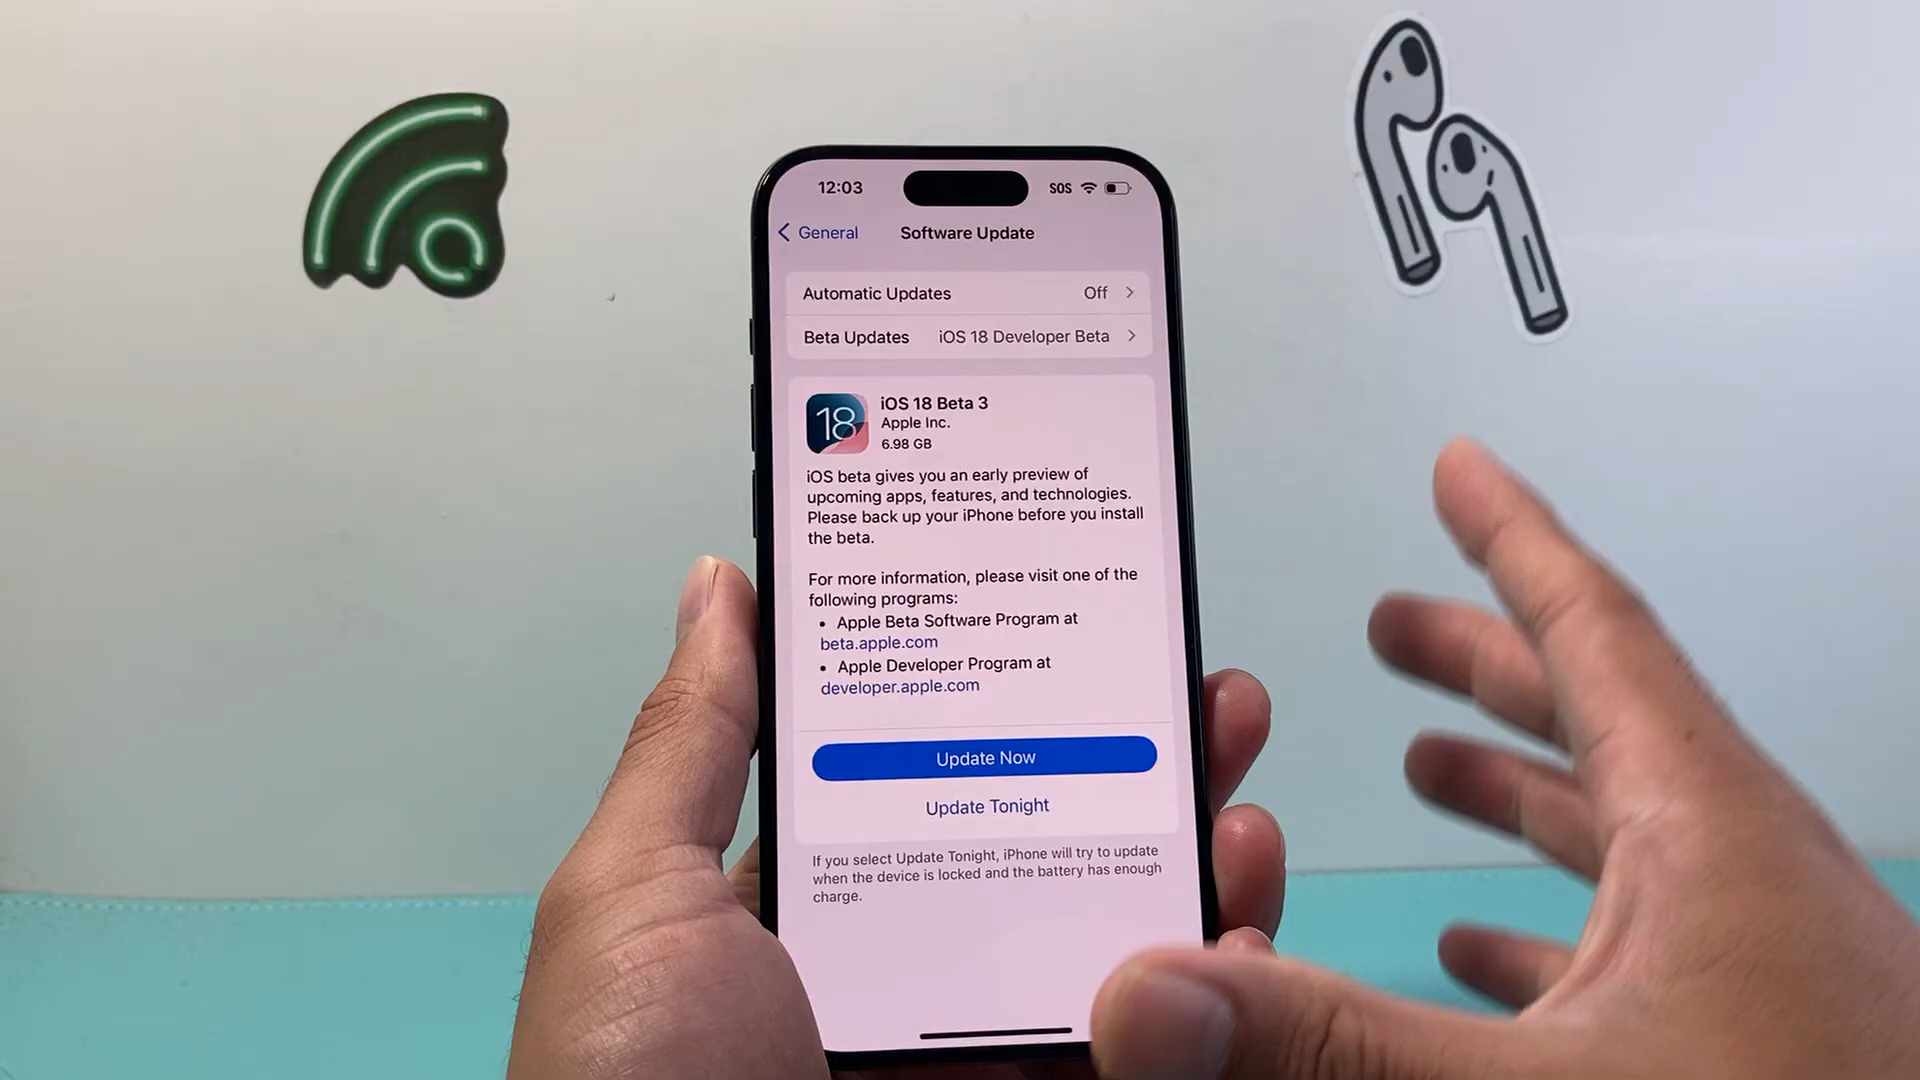 12:03
SOS
General
Software Update
Automatic Updates Off
Beta Updates iOS 18 Developer Beta
18
iOS 18 Beta 3
Apple Inc.
6.98 GB
iOS beta gives you an early preview of
upcoming apps, features, and technologies.
Please back up your iPhone before you install
the beta.
For more information, please visit one of the
following programs:
• Apple Beta Software Program at
beta.apple.com
• Apple Developer Program at
developer.apple.com
Update Now
Update Tonight
If you select Update Tonight, iPhone will try to update
when the device is locked and the battery has enough
charge.